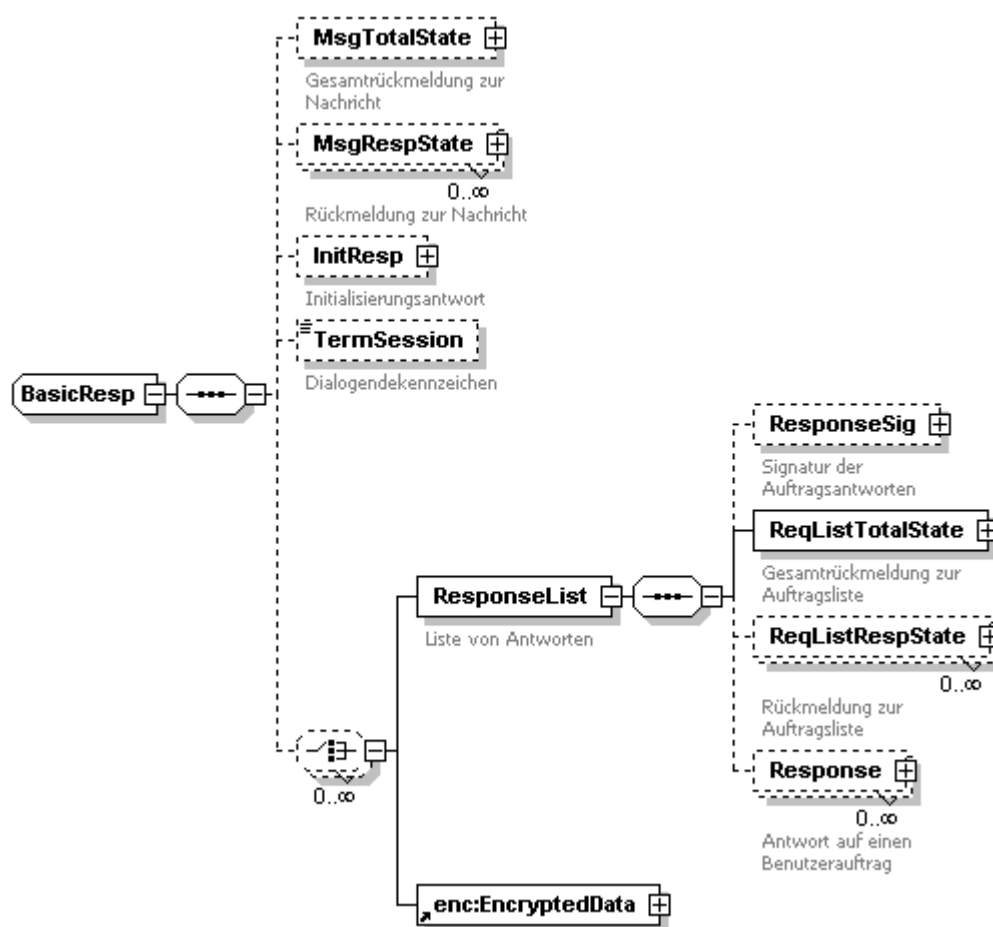 MsgTotalState
Gesamtrückmeldung zur
Nachricht
MsgRespState
0..∞
Rückmeldung zur Nachricht
InitResp
Initialisierungsantwort
TermSession
Dialogendekennzeichen
BasicResp
ResponseSig
Signatur der
Auftragsantworten
ReqListTotalState
Gesamtrückmeldung zur
Auftragsliste
ResponseList
Liste von Antworten
ReqListRespState
0..∞
Rückmeldung zur
Auftragsliste
Response
0..∞
Antwort auf einen
Benutzerauftrag
0..∞
enc:EncryptedData